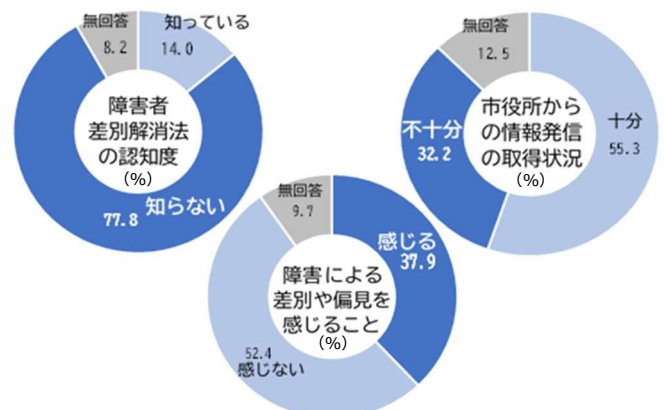 無回答
8.2
知っている
14.0
障害者
差別解消法
の認知度
(%)
77.8 知らない
無回答
12.5
不十分
32.2
市役所から
の情報発信
の取得状況
(%)
十分
55.3
無回答
9.7
感じる
37.9
障害による
差別や偏見を
感じること
(%)
52.4
感じない